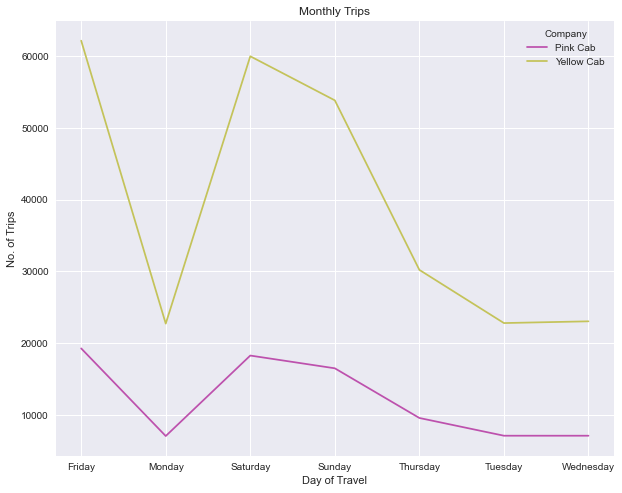 Monthly Trips
Company
Pink Cab
Yellow Cab
60000
50000
40000
30000
20000
10000
No. of Trips
Friday Monday Saturday Sunday Thursday Tuesday Wednesday
Day of Travel